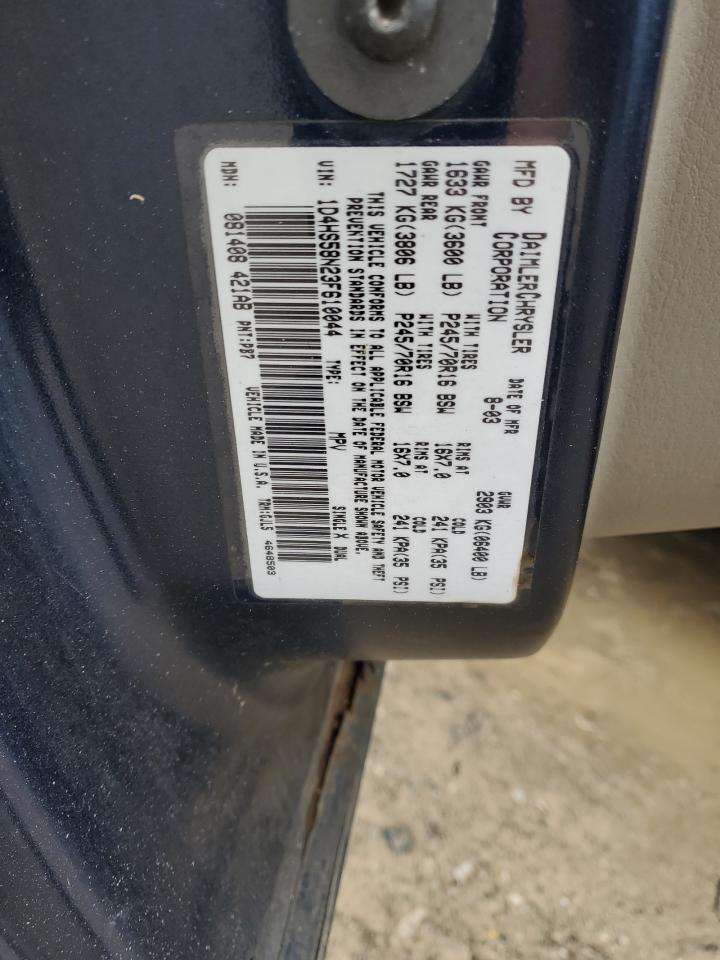 MFD BY DAIMLERCHRYSLER CORPORATION
DATE OF MFR 8-03
GVWR 2903 KG(06400 LB)
GAWR FRONT WITH TIRES RIMS AT COLD
1633 KG(3600 LB) P245/70R16 BSW 16X7.0 241 KPA(35 PSI)
GAWR REAR WITH TIRES RIMS AT COLD
1727 KG(3806 LB) P245/70R16 BSW 16X7.0 241 KPA(35 PSI)
THIS VEHICLE CONFORMS TO ALL APPLICABLE FEDERAL MOTOR VEHICLE SAFETY AND THEFT
PREVENTION STANDARDS IN EFFECT ON THE DATE OF MANUFACTURE SHOWN ABOVE.
VIN: 1D4HS58N23F610044 TYPE: MPV SINGLE X DUAL
MDH: 081408 421AB PNT:PB7 VEHICLE MADE IN U.S.A. TRM:GJJ5 4648503